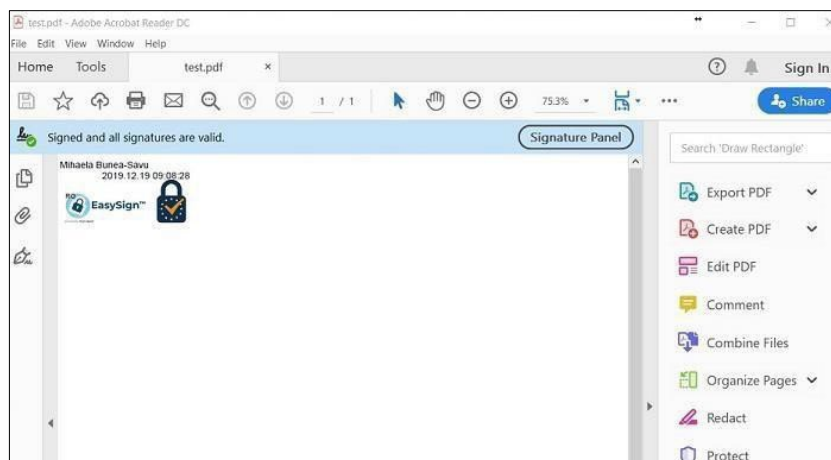 test.pdf - Adobe Acrobat Reader DC
File Edit View Window Help
Home Tools test.pdf × Sign In
1 / 1 75.3% Share
Signed and all signatures are valid. Signature Panel
Search 'Draw Rectangle'
Mihaela Bunea-Savu
2019.12.19 09:08:28
EasySign™
Export PDF
Create PDF
Edit PDF
Comment
Combine Files
Organize Pages
Redact
Protect